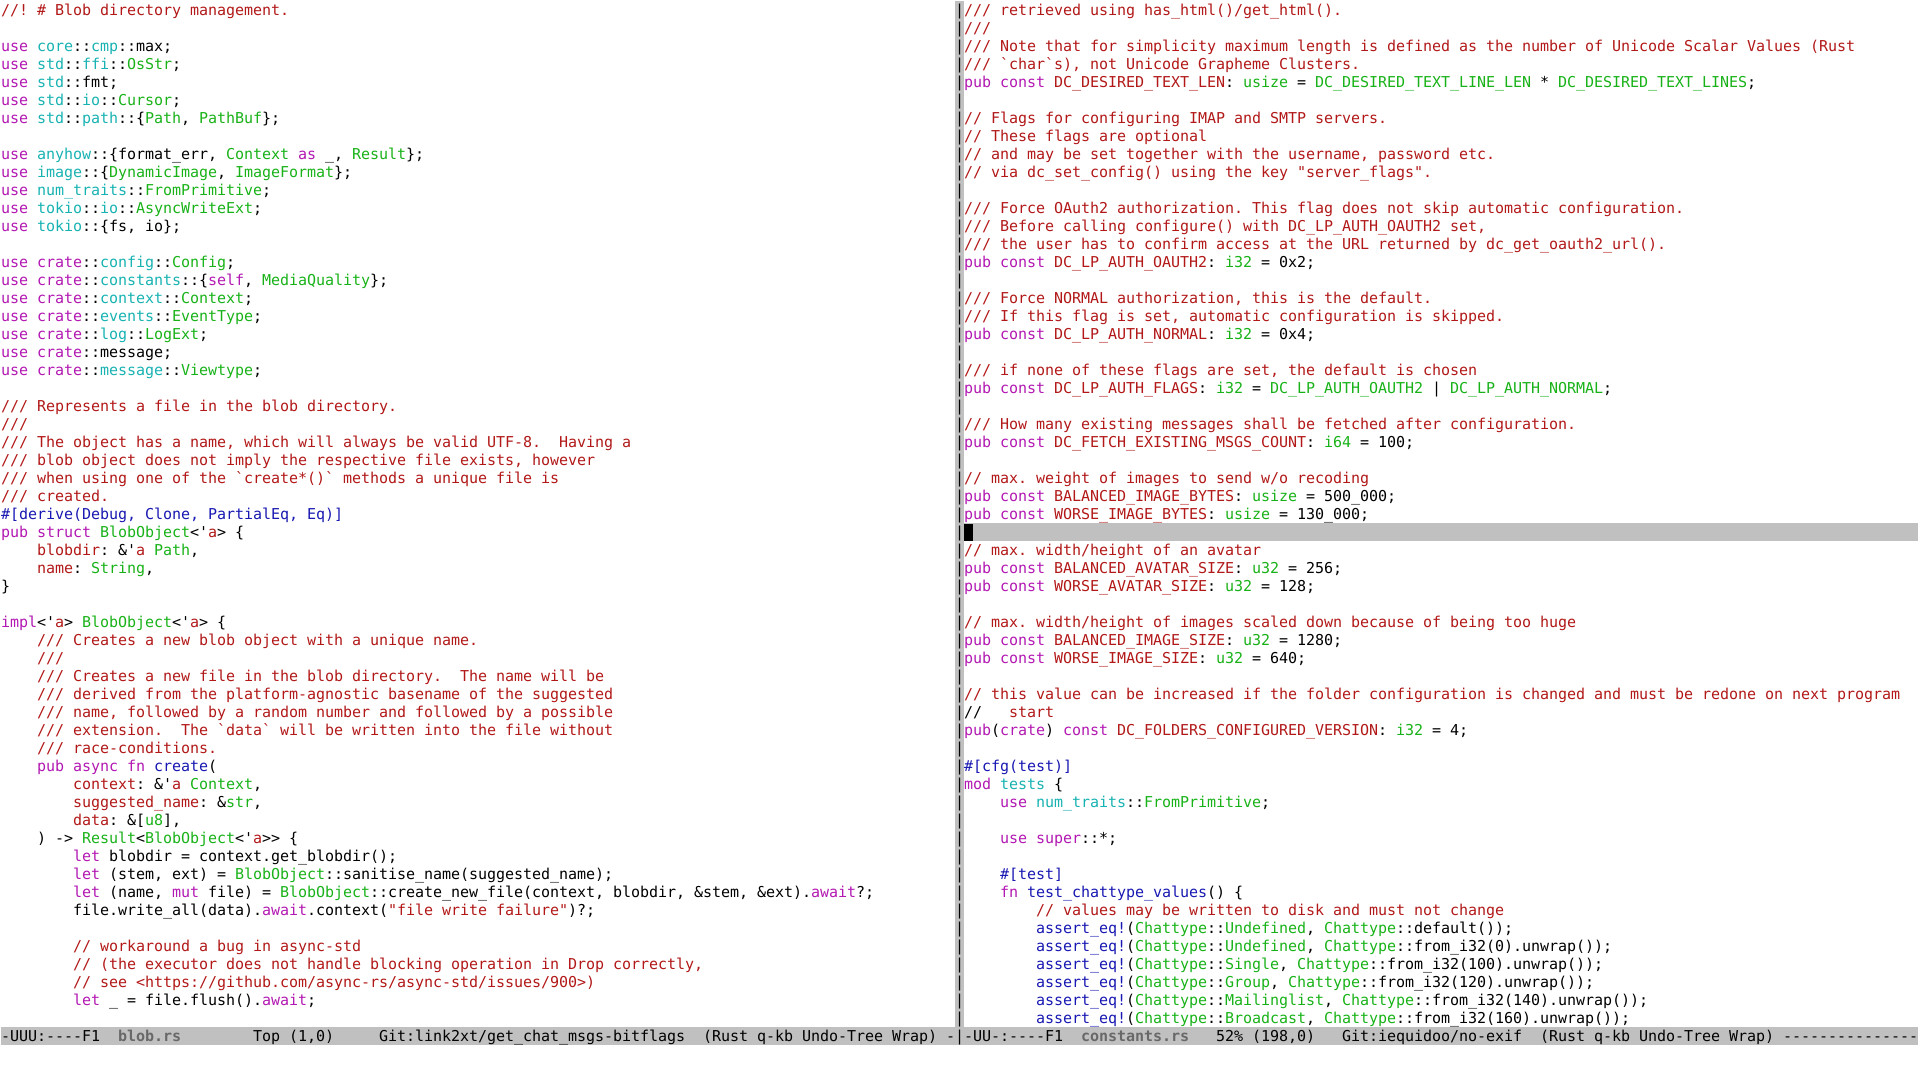 //! # Blob directory management.

use core::cmp::max;
use std::ffi::OsStr;
use std::fmt;
use std::io::Cursor;
use std::path::{Path, PathBuf};

use anyhow::{format_err, Context as _, Result};
use image::{DynamicImage, ImageFormat};
use num_traits::FromPrimitive;
use tokio::io::AsyncWriteExt;
use tokio::{fs, io};

use crate::config::Config;
use crate::constants::{self, MediaQuality};
use crate::context::Context;
use crate::events::EventType;
use crate::log::LogExt;
use crate::message;
use crate::message::Viewtype;

/// Represents a file in the blob directory.
///
/// The object has a name, which will always be valid UTF-8.  Having a
/// blob object does not imply the respective file exists, however
/// when using one of the `create*()` methods a unique file is
/// created.
#[derive(Debug, Clone, PartialEq, Eq)]
pub struct BlobObject<'a> {
    blobdir: &'a Path,
    name: String,
}

impl<'a> BlobObject<'a> {
    /// Creates a new blob object with a unique name.
    ///
    /// Creates a new file in the blob directory.  The name will be
    /// derived from the platform-agnostic basename of the suggested
    /// name, followed by a random number and followed by a possible
    /// extension.  The `data` will be written into the file without
    /// race-conditions.
    pub async fn create(
        context: &'a Context,
        suggested_name: &str,
        data: &[u8],
    ) -> Result<BlobObject<'a>> {
        let blobdir = context.get_blobdir();
        let (stem, ext) = BlobObject::sanitise_name(suggested_name);
        let (name, mut file) = BlobObject::create_new_file(context, blobdir, &stem, &ext).await?;
        file.write_all(data).await.context("file write failure")?;

        // workaround a bug in async-std
        // (the executor does not handle blocking operation in Drop correctly,
        // see <https://github.com/async-rs/async-std/issues/900>)
        let _ = file.flush().await;
-UUU:----F1  blob.rs        Top (1,0)     Git:link2xt/get_chat_msgs-bitflags  (Rust q-kb Undo-Tree Wrap) -
/// retrieved using has_html()/get_html().
///
/// Note that for simplicity maximum length is defined as the number of Unicode Scalar Values (Rust
/// `char`s), not Unicode Grapheme Clusters.
pub const DC_DESIRED_TEXT_LEN: usize = DC_DESIRED_TEXT_LINE_LEN * DC_DESIRED_TEXT_LINES;

// Flags for configuring IMAP and SMTP servers.
// These flags are optional
// and may be set together with the username, password etc.
// via dc_set_config() using the key "server_flags".

/// Force OAuth2 authorization. This flag does not skip automatic configuration.
/// Before calling configure() with DC_LP_AUTH_OAUTH2 set,
/// the user has to confirm access at the URL returned by dc_get_oauth2_url().
pub const DC_LP_AUTH_OAUTH2: i32 = 0x2;

/// Force NORMAL authorization, this is the default.
/// If this flag is set, automatic configuration is skipped.
pub const DC_LP_AUTH_NORMAL: i32 = 0x4;

/// if none of these flags are set, the default is chosen
pub const DC_LP_AUTH_FLAGS: i32 = DC_LP_AUTH_OAUTH2 | DC_LP_AUTH_NORMAL;

/// How many existing messages shall be fetched after configuration.
pub const DC_FETCH_EXISTING_MSGS_COUNT: i64 = 100;

// max. weight of images to send w/o recoding
pub const BALANCED_IMAGE_BYTES: usize = 500_000;
pub const WORSE_IMAGE_BYTES: usize = 130_000;

// max. width/height of an avatar
pub const BALANCED_AVATAR_SIZE: u32 = 256;
pub const WORSE_AVATAR_SIZE: u32 = 128;

// max. width/height of images scaled down because of being too huge
pub const BALANCED_IMAGE_SIZE: u32 = 1280;
pub const WORSE_IMAGE_SIZE: u32 = 640;

// this value can be increased if the folder configuration is changed and must be redone on next program
//   start
pub(crate) const DC_FOLDERS_CONFIGURED_VERSION: i32 = 4;

#[cfg(test)]
mod tests {
    use num_traits::FromPrimitive;

    use super::*;

    #[test]
    fn test_chattype_values() {
        // values may be written to disk and must not change
        assert_eq!(Chattype::Undefined, Chattype::default());
        assert_eq!(Chattype::Undefined, Chattype::from_i32(0).unwrap());
        assert_eq!(Chattype::Single, Chattype::from_i32(100).unwrap());
        assert_eq!(Chattype::Group, Chattype::from_i32(120).unwrap());
        assert_eq!(Chattype::Mailinglist, Chattype::from_i32(140).unwrap());
        assert_eq!(Chattype::Broadcast, Chattype::from_i32(160).unwrap());
-UU-:----F1  constants.rs   52% (198,0)   Git:iequidoo/no-exif  (Rust q-kb Undo-Tree Wrap) ---------------